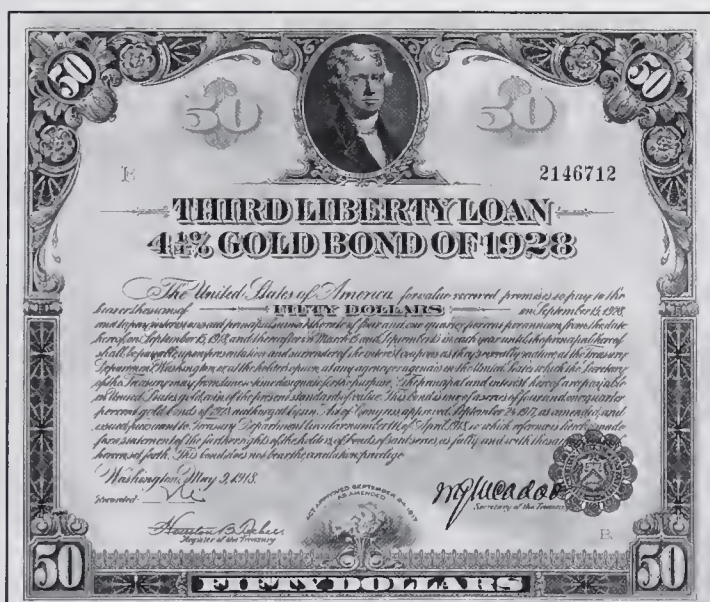 50 50
50 50
E 2146712
THIRD LIBERTY LOAN
4¼% GOLD BOND OF 1928
The United States of America for value received promises to pay to the
bearer the sum of FIFTY DOLLARS on September 15, 1928,
and to pay interest on said principal sum at the rate of four and one quarter per cent per annum, from the date
hereof, on September 15, 1918, and thereafter on March 15 and September 15 in each year until the principal hereof
shall be payable, upon presentation and surrender of the interest coupons as they severally mature, at the Treasury
Department, Washington, or, at the holder's option, at any agency or agencies in the United States which the Secretary
of the Treasury may from time to time designate for the purpose. The principal and interest hereof are payable
in United States gold coin of the present standard of value. This bond is one of a series of four and one quarter
per cent gold bonds of 1928 authorized by an Act of Congress approved September 24, 1917, as amended, and
issued pursuant to Treasury Department Circular number 111, of April 1918, to which reference is hereby made
for a statement of the further rights of the holders of bonds of said series, as fully and with the same
hereon set forth. This bond does not bear the circulation privilege.
Washington, May 9, 1918.
ACT APPROVED SEPTEMBER 24, 1917
AS AMENDED
W G McAdoo
Secretary of the Treasury
Register of the Treasury
B
50 FIFTY DOLLARS 50